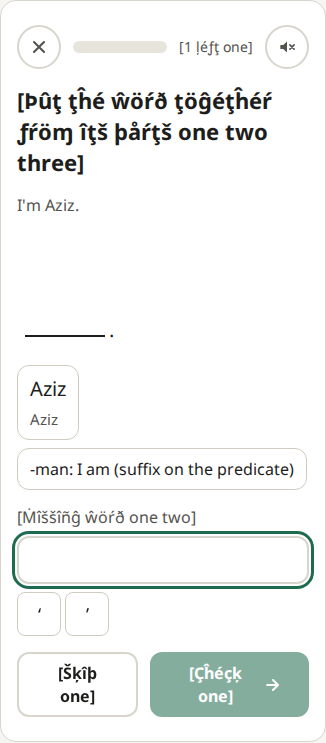 [1 ļéƒţ one]
[Þûţ ţĥé ŵöŕð ţöĝéţĥéŕ
ƒŕöɱ îţš þåŕţš one two
three]
I'm Aziz.
.
Aziz
Aziz
-man: I am (suffix on the predicate)
[Ṁîššîñĝ ŵöŕð one two]
ʻ
ʼ
[Šķîþ
one]
[Çĥéçķ
one]